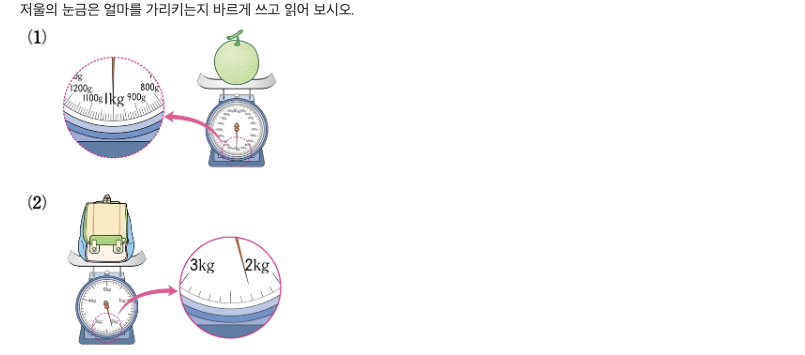 저울의 눈금은 얼마를 가리키는지 바르게 쓰고 읽어 보시오.
(1)
1200g
1100g
1kg
900g
800g
(2)
3kg
2kg